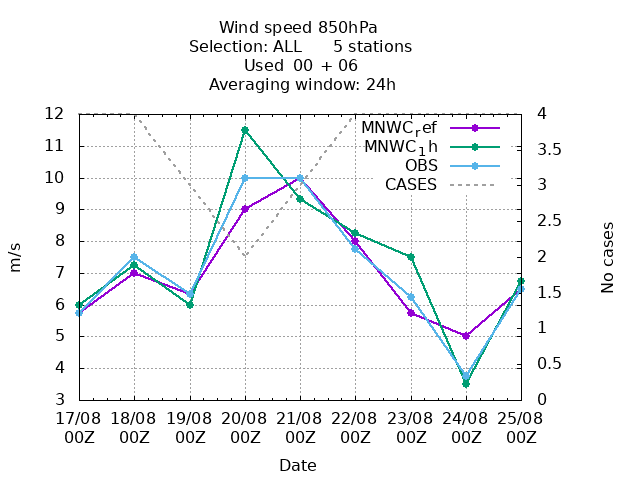 Wind speed 850hPa
Selection: ALL 5 stations
Used 00 + 06
Averaging window: 24h
12
11
10
9
8
7
6
5
4
3
4
3.5
3
2.5
2
1.5
1
0.5
0
m/s
No cases
MNWCref
MNWC1h
OBS
CASES
17/08 18/08 19/08 20/08 21/08 22/08 23/08 24/08 25/08
00Z 00Z 00Z 00Z 00Z 00Z 00Z 00Z 00Z
Date